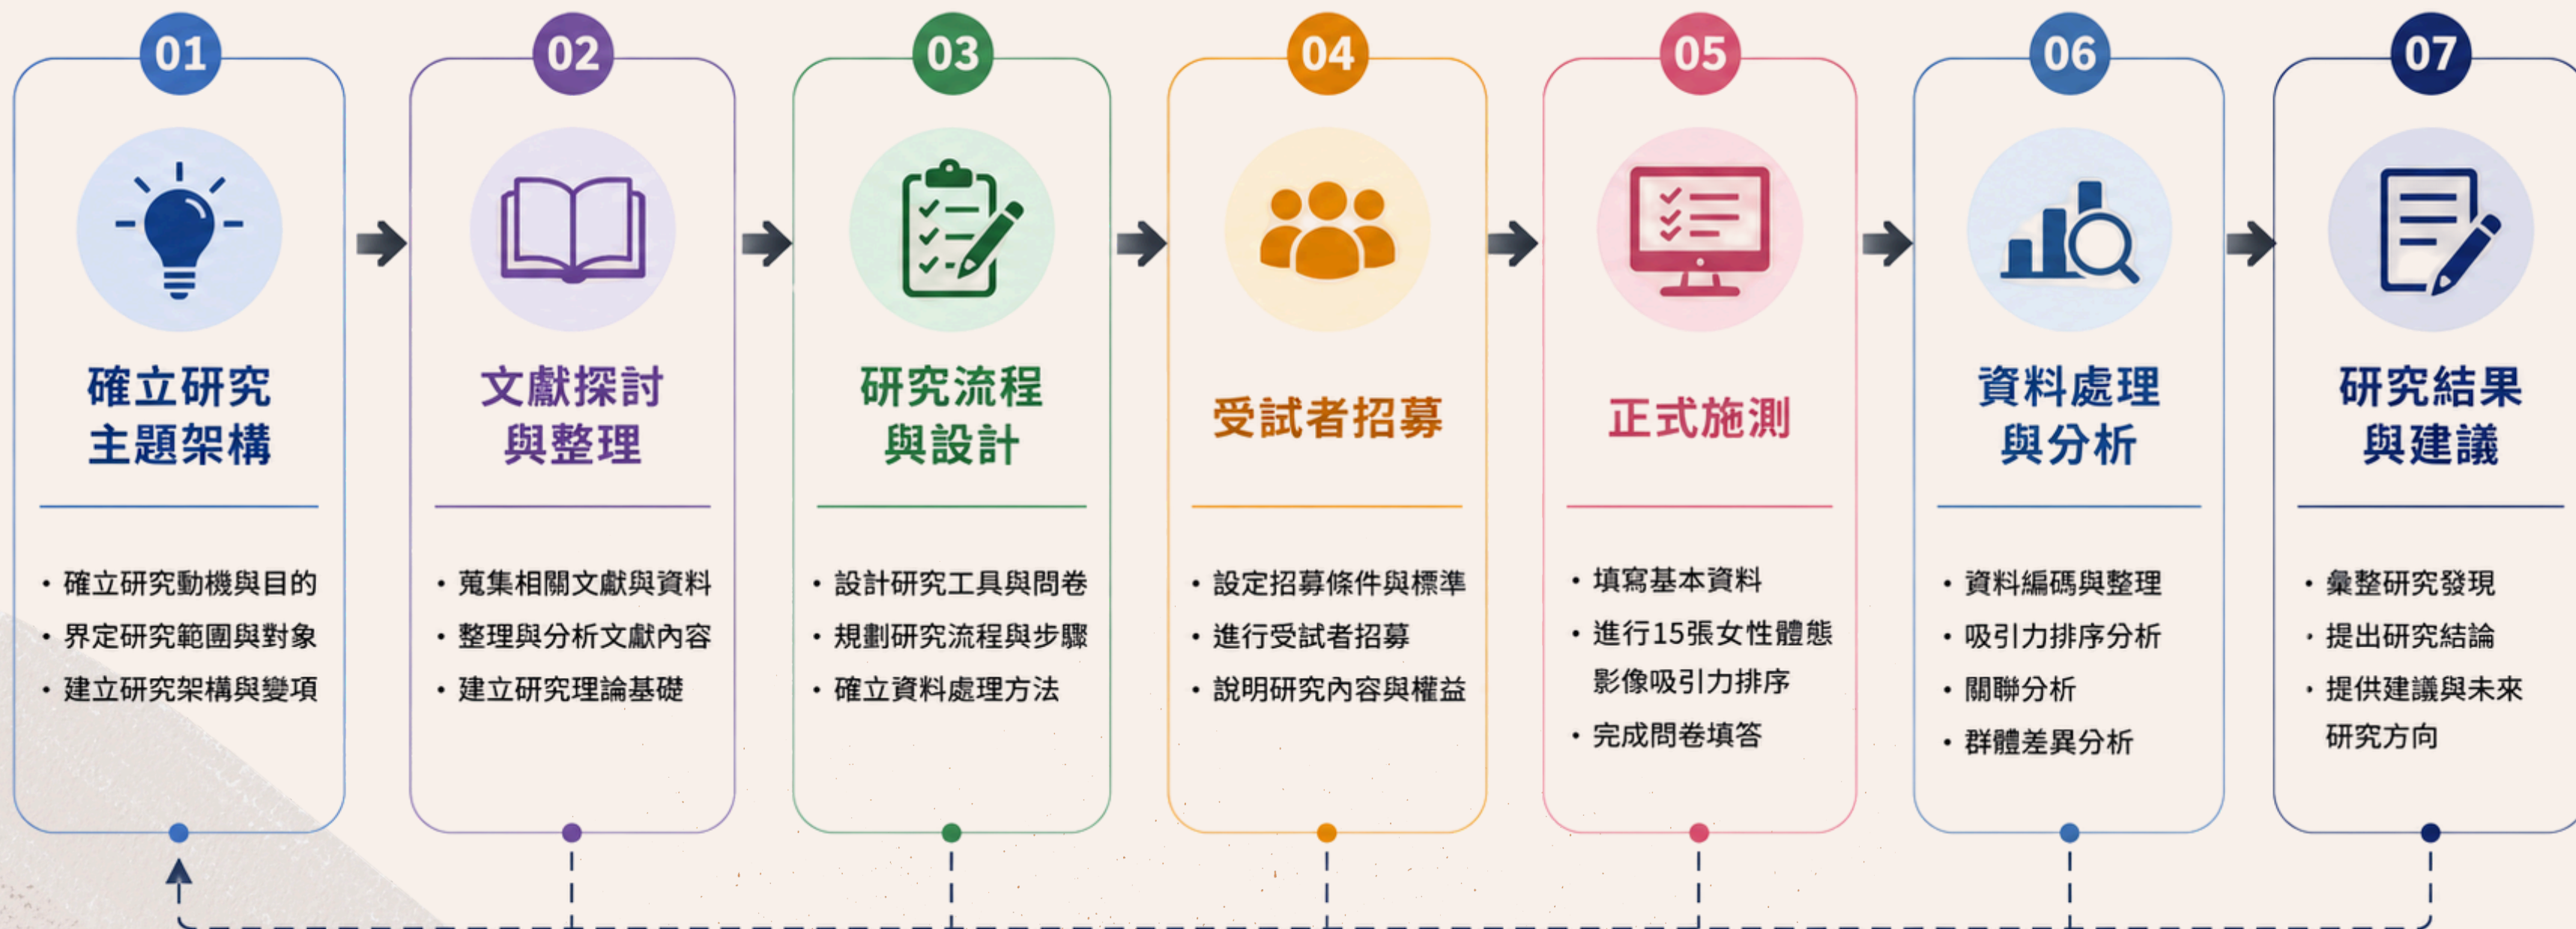 01
確立研究
主題架構
・確立研究動機與目的
・界定研究範圍與對象
・建立研究架構與變項
02
文獻探討
與整理
・蒐集相關文獻與資料
・整理與分析文獻內容
・建立研究理論基礎
03
研究流程
與設計
・設計研究工具與問卷
・規劃研究流程與步驟
・確立資料處理方法
04
受試者招募
・設定招募條件與標準
・進行受試者招募
・說明研究內容與權益
05
正式施測
・填寫基本資料
・進行15張女性體態
影像吸引力排序
・完成問卷填答
06
資料處理
與分析
・資料編碼與整理
・吸引力排序分析
・關聯分析
・群體差異分析
07
研究結果
與建議
・彙整研究發現
・提出研究結論
・提供建議與未來
研究方向